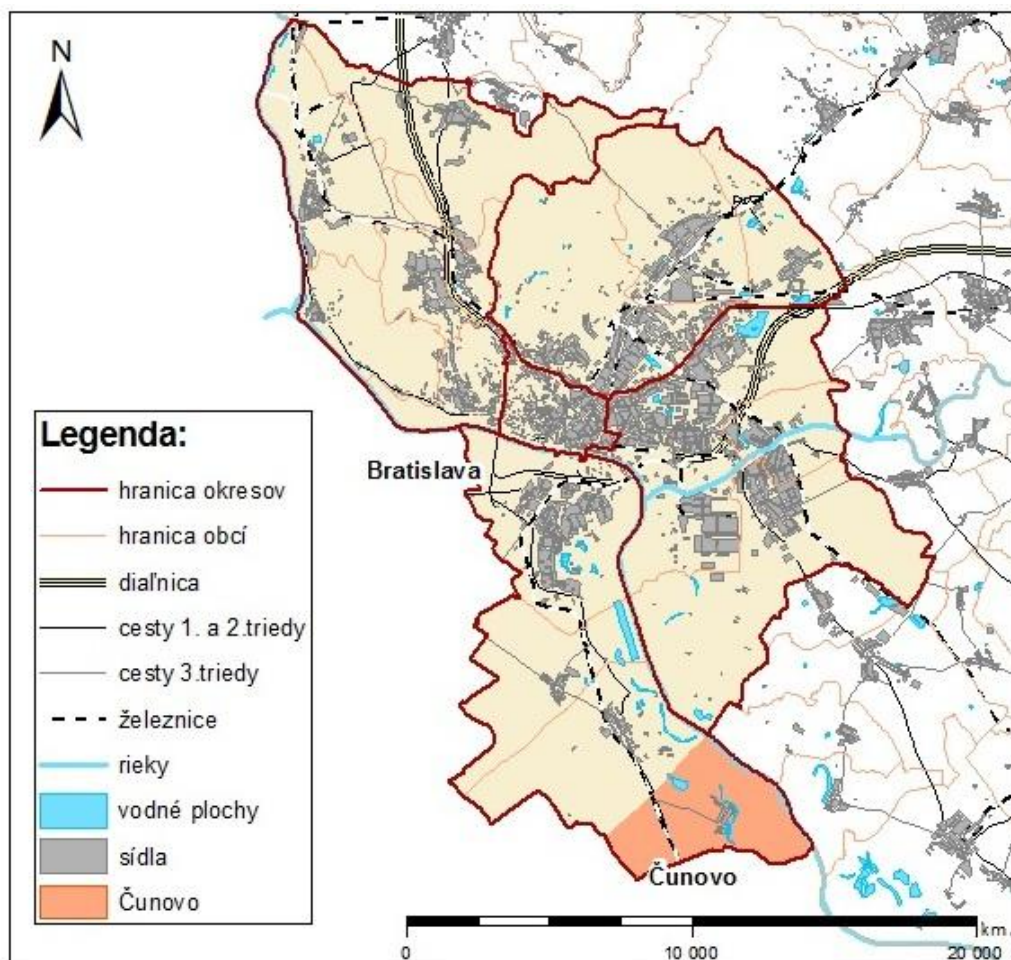 N
Bratislava
Legenda:
hranica okresov
hranica obcí
diaľnica
cesty 1. a 2.triedy
cesty 3.triedy
železnice
rieky
vodné plochy
sídla
Čunovo
Čunovo
km
0 10 000 20 000